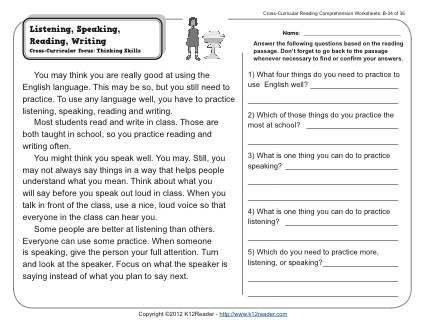 Cross-Curricular Reading Comprehension Worksheets: B-24 of 36
Listening, Speaking,
Reading, Writing
Cross-Curricular Focus: Thinking Skills
Name:
Answer the following questions based on the reading
passage. Don't forget to go back to the passage
whenever necessary to find or confirm your answers.
You may think you are really good at using the
English language. This may be so, but you still need to
practice. To use any language well, you have to practice
listening, speaking, reading and writing.
Most students read and write in class. Those are
both taught in school, so you practice reading and
writing often.
You might think you speak well. You may. Still, you
may not always say things in a way that helps people
understand what you mean. Think about what you
will say before you speak out loud in class. When you
talk in front of the class, use a nice, loud voice so that
everyone in the class can hear you.
Some people are better at listening than others.
Everyone can use some practice. When someone
is speaking, give the person your full attention. Turn
and look at the speaker. Focus on what the speaker is
saying instead of what you plan to say next.
1) What four things do you need to practice to
use English well?
2) Which of those things do you practice the
most at school?
3) What is one thing you can do to practice
speaking?
4) What is one thing you can do to practice
listening?
5) Which do you need to practice more,
listening, or speaking?
Copyright ©2012 K12Reader - http://www.k12reader.com